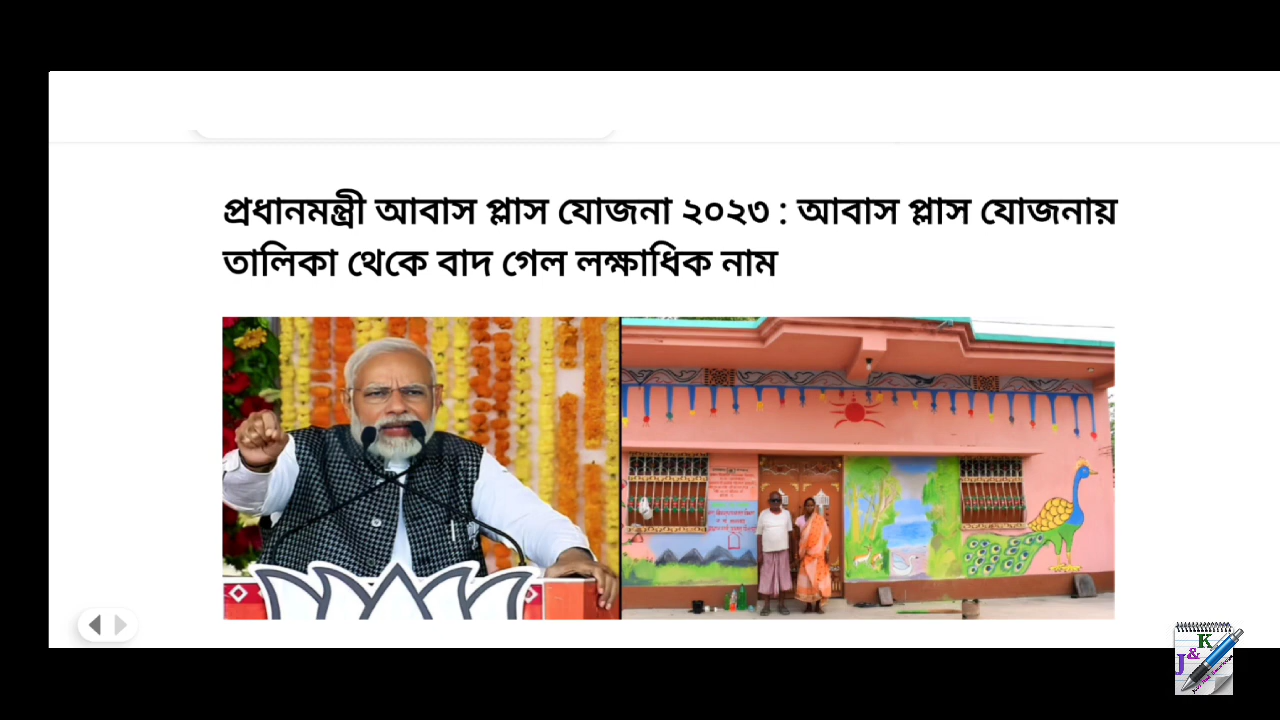 প্রধানমন্ত্রী আবাস প্লাস যোজনা ২০২৩ : আবাস প্লাস যোজনায়
তালিকা থেকে বাদ গেল লক্ষাধিক নাম
J & K